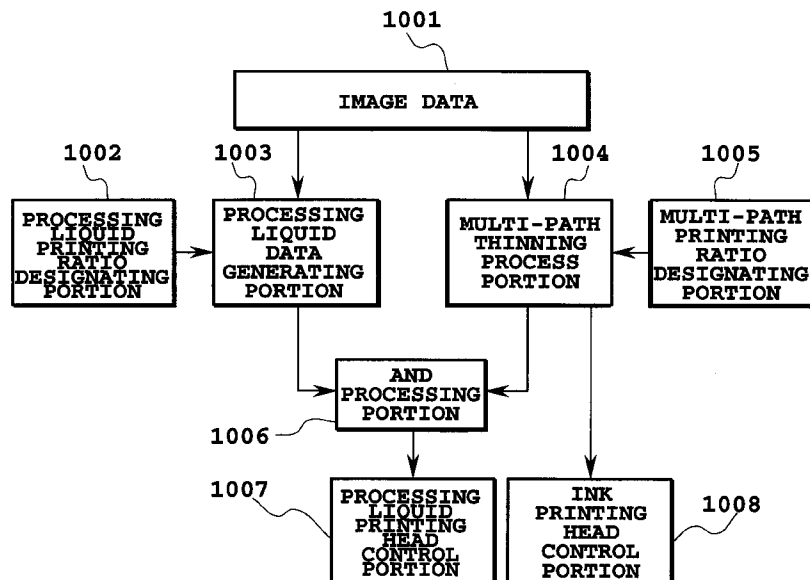 1001
IMAGE DATA
1002
1003
1004
1005
PROCESSING
LIQUID
PRINTING
RATIO
DESIGNATING
PORTION
PROCESSING
LIQUID
DATA
GENERATING
PORTION
MULTI-PATH
THINNING
PROCESS
PORTION
MULTI-PATH
PRINTING
RATIO
DESIGNATING
PORTION
AND
PROCESSING
PORTION
1006
1007
PROCESSING
LIQUID
PRINTING
HEAD
CONTROL
PORTION
INK
PRINTING
HEAD
CONTROL
PORTION
1008